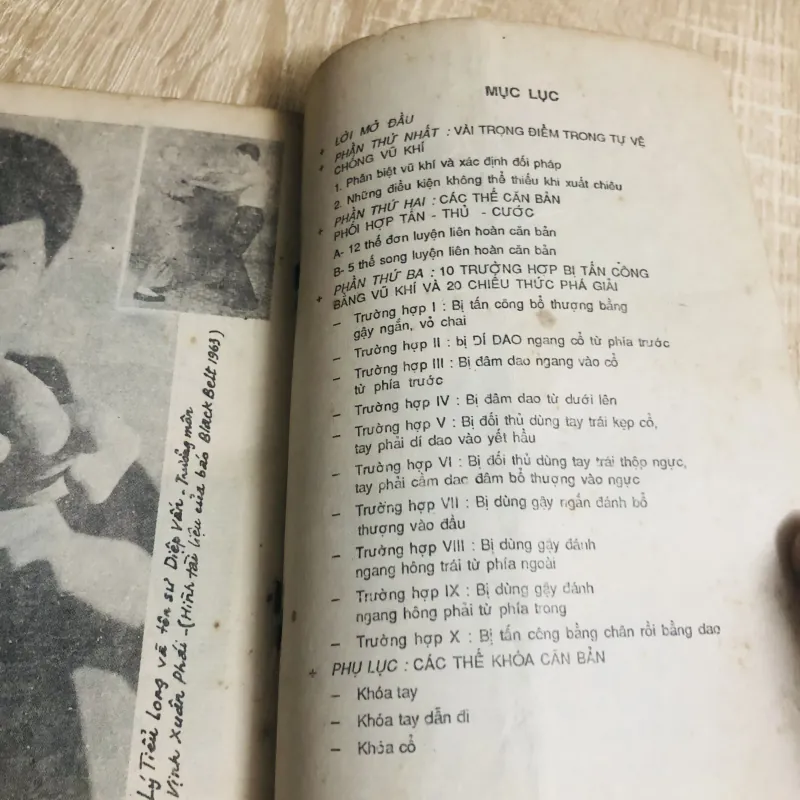 Lý Tiểu Long và tôn sư Diệp Vấn - Trưởng môn
Vịnh Xuân Phái - (Hình tài liệu của báo Black Belt 1963)
MỤC LỤC
+ LỜI MỞ ĐẦU
+ PHẦN THỨ NHẤT : VÀI TRỌNG ĐIỂM TRONG TỰ VỆ
CHỐNG VŨ KHÍ
1. Phân biệt vũ khí và xác định đối pháp
2. Những điều kiện không thể thiếu khi xuất chiêu
+ PHẦN THỨ HAI : CÁC THẾ CĂN BẢN
PHỐI HỢP TẤN - THỦ - CƯỚC
A- 12 thế đơn luyện liên hoàn căn bản
B- 5 thế song luyện liên hoàn căn bản
+ PHẦN THỨ BA : 10 TRƯỜNG HỢP BỊ TẤN CÔNG
BẰNG VŨ KHÍ VÀ 20 CHIÊU THỨC PHÁ GIẢI
– Trường hợp I : Bị tấn công bổ thượng bằng
gậy ngắn, vỏ chai
– Trường hợp II : bị DÍ DAO ngang cổ từ phía trước
– Trường hợp III : Bị đâm dao ngang vào cổ
từ phía trước
– Trường hợp IV : Bị đâm dao từ dưới lên
– Trường hợp V : Bị đối thủ dùng tay trái kẹp cổ,
tay phải dí dao vào yết hầu
– Trường hợp VI : Bị đối thủ dùng tay trái thộp ngực,
tay phải cầm dao đâm bổ thượng vào ngực
– Trường hợp VII : Bị dùng gậy ngắn đánh bổ
thượng vào đầu
– Trường hợp VIII : Bị dùng gậy đánh
ngang hông trái từ phía ngoài
– Trường hợp IX : Bị dùng gậy đánh
ngang hông phải từ phía trong
– Trường hợp X : Bị tấn công bằng chân rồi bằng dao
+ PHỤ LỤC : CÁC THẾ KHÓA CĂN BẢN
– Khóa tay
– Khóa tay dẫn đi
– Khóa cổ